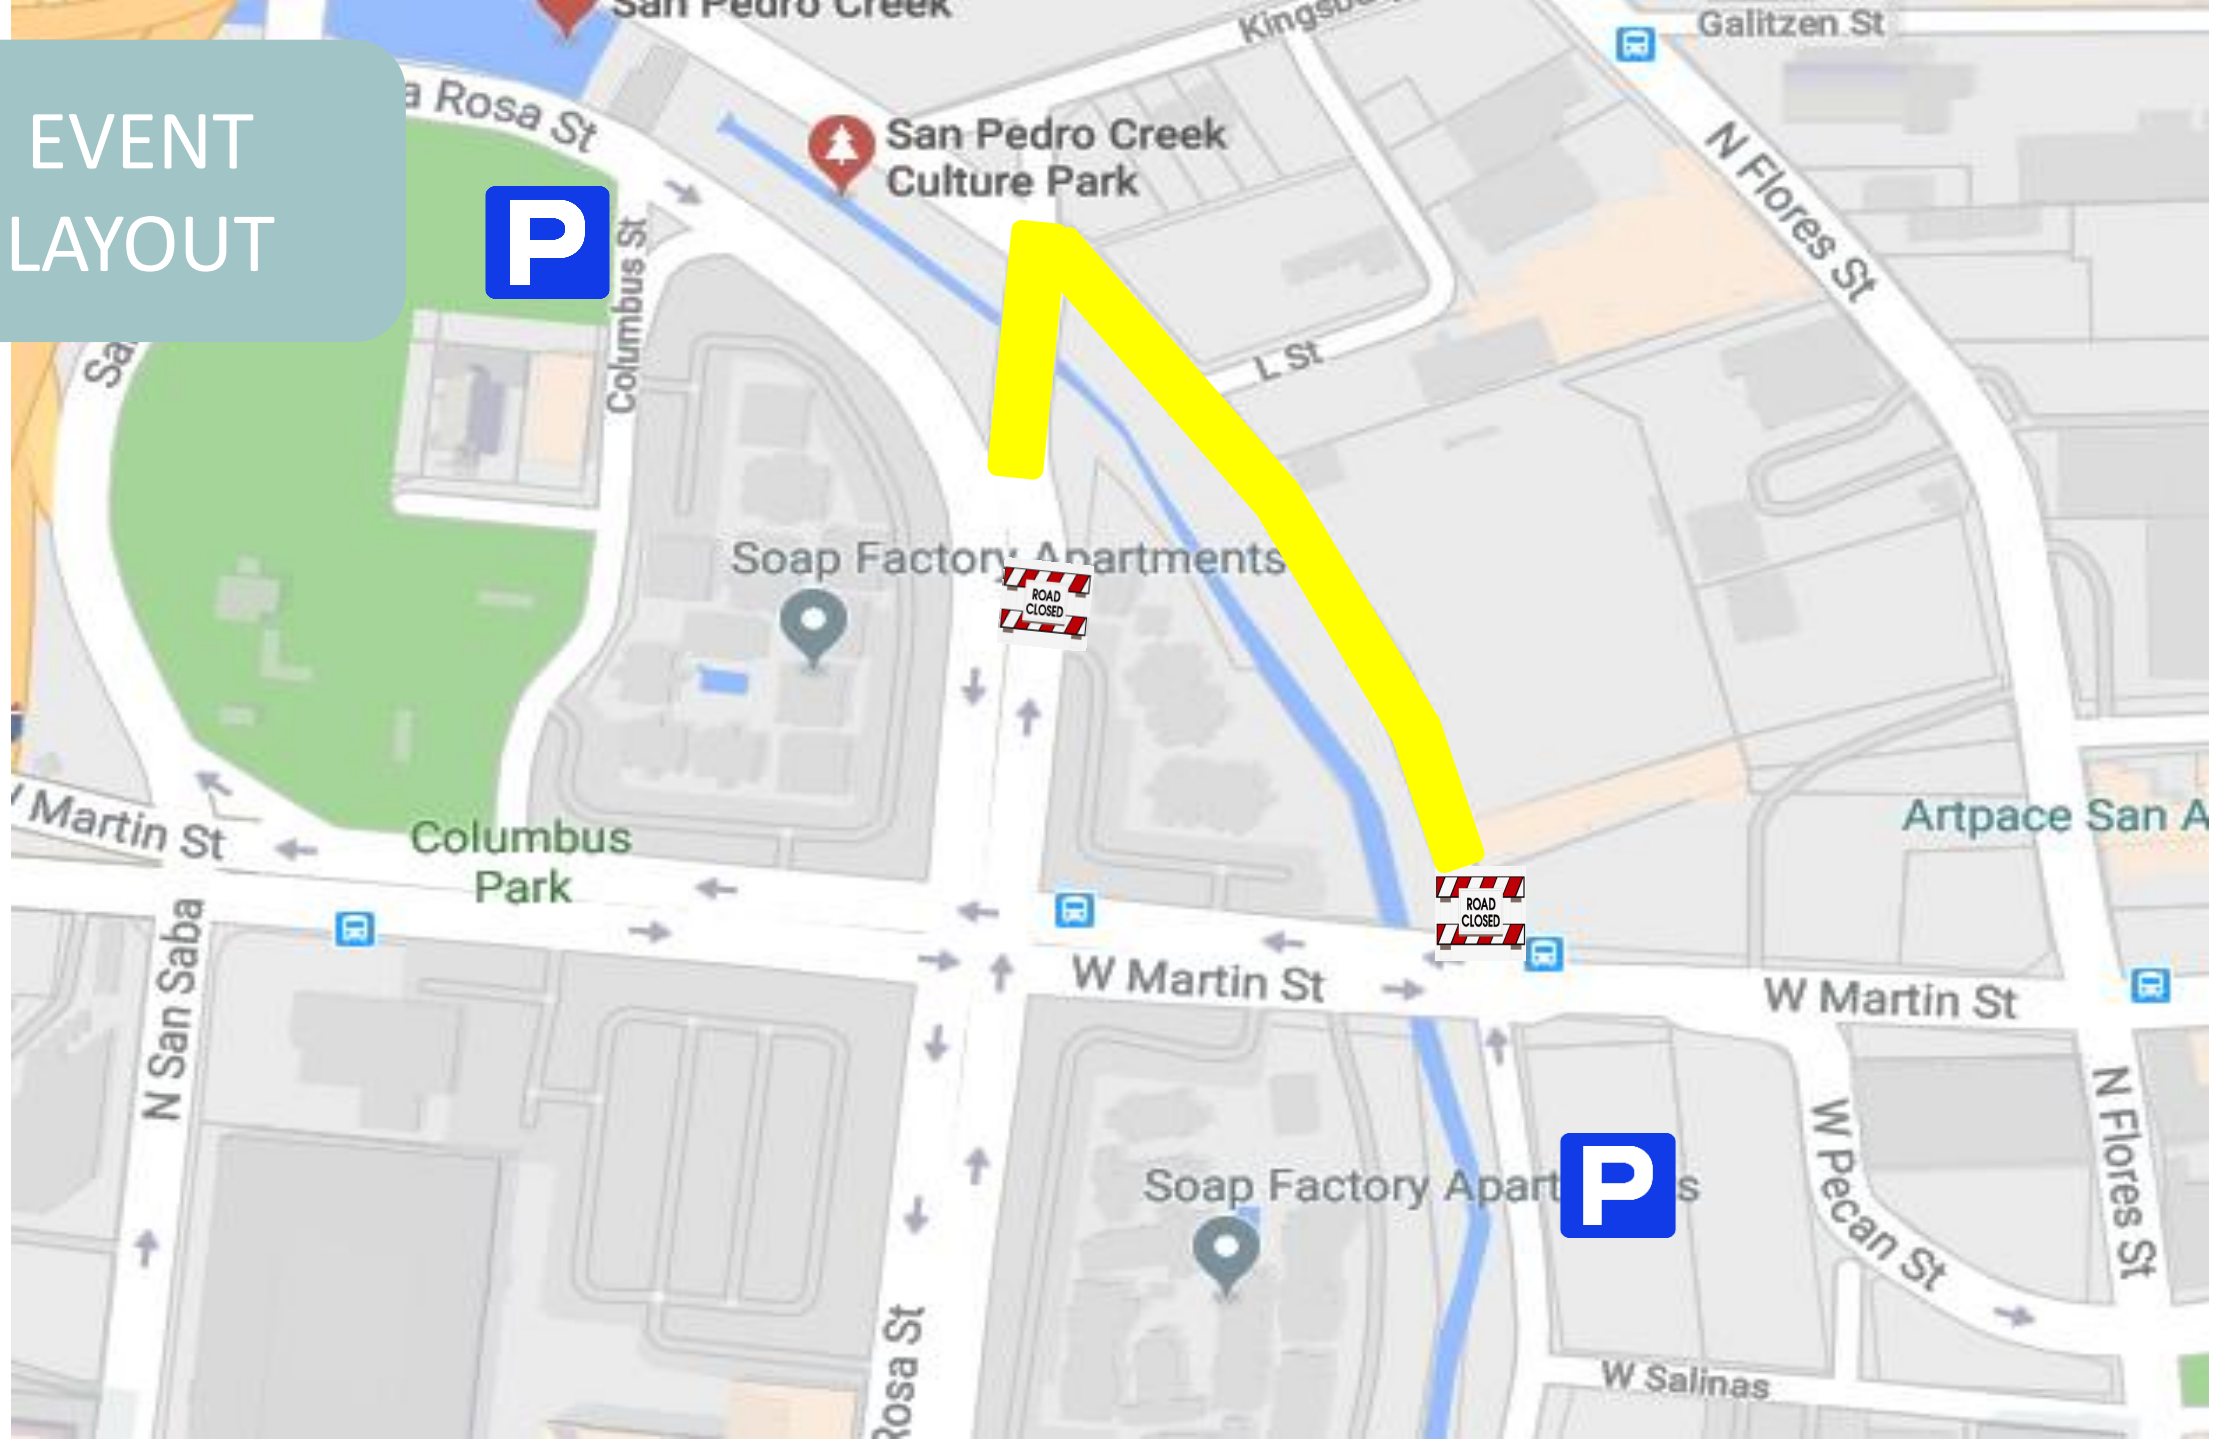 San Pedro Creek
Kingsbu
Galitzen St
EVENT
LAYOUT
a Rosa St
San Pedro Creek
Culture Park
N Flores St
P
Columbus St
Sa
L St
Soap Factory Apartments
ROAD
CLOSED
Artpace San A
W Martin St
Columbus
Park
ROAD
CLOSED
W Martin St
W Martin St
N San Saba
N Flores St
W Pecan St
Soap Factory Apart
s
P
Rosa St
W Salinas